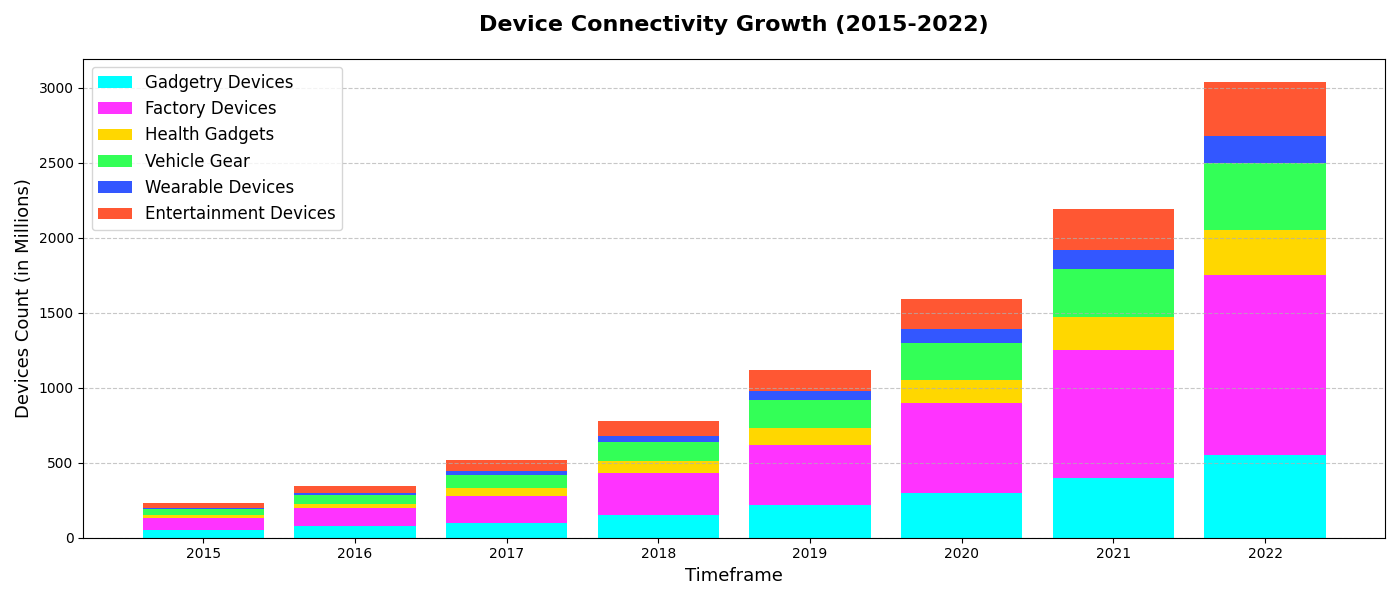 Device Connectivity Growth (2015-2022)
Devices Count (in Millions)
3000
2500
2000
1500
1000
500
0
Gadgetry Devices
Factory Devices
Health Gadgets
Vehicle Gear
Wearable Devices
Entertainment Devices
2015 2016 2017 2018 2019 2020 2021 2022
Timeframe